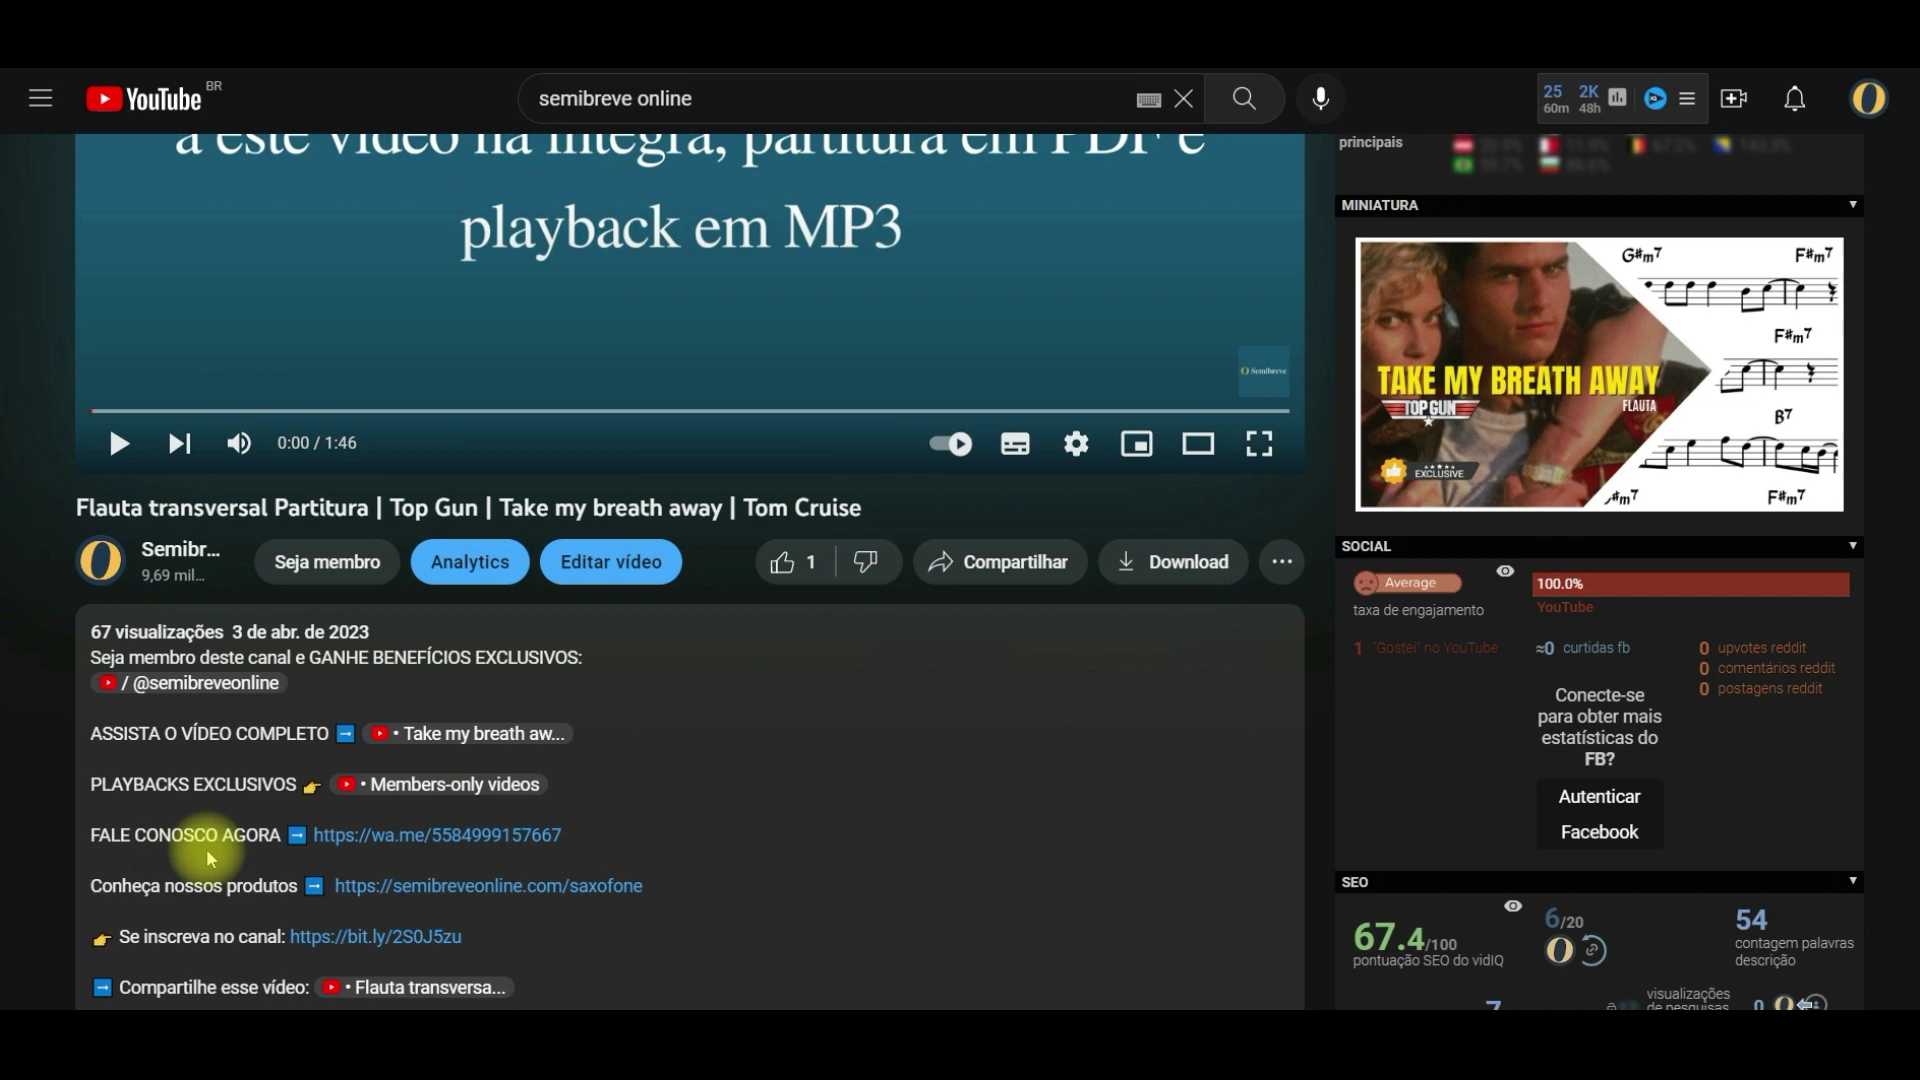 YouTube BR
semibreve online
25 60m 2K 48h
a este vídeo na íntegra, partitura em PDF e
playback em MP3
Semibreve
0:00 / 1:46
Flauta transversal Partitura | Top Gun | Take my breath away | Tom Cruise
Semibr...
9,69 mil...
Seja membro
Analytics
Editar vídeo
1
Compartilhar
Download
67 visualizações 3 de abr. de 2023
Seja membro deste canal e GANHE BENEFÍCIOS EXCLUSIVOS:
/ @semibreveonline
ASSISTA O VÍDEO COMPLETO ➡ • Take my breath aw...
PLAYBACKS EXCLUSIVOS 👉 • Members-only videos
FALE CONOSCO AGORA ➡ https://wa.me/5584999157667
Conheça nossos produtos ➡ https://semibreveonline.com/saxofone
👉 Se inscreva no canal: https://bit.ly/2S0J5zu
➡ Compartilhe esse vídeo: • Flauta transversa...
principais
MINIATURA
G#m7 F#m7
F#m7
TAKE MY BREATH AWAY
TOP GUN
FLAUTA
B7
EXCLUSIVE
#m7 F#m7
SOCIAL
Average
taxa de engajamento
100.0%
YouTube
1 "Gostei" no YouTube
≈0 curtidas fb
0 upvotes reddit
0 comentários reddit
0 postagens reddit
Conecte-se
para obter mais
estatísticas do
FB?
Autenticar
Facebook
SEO
67.4/100
pontuação SEO do vidIQ
6/20
54
contagem palavras
descrição
7
visualizações
de pesquisas
0